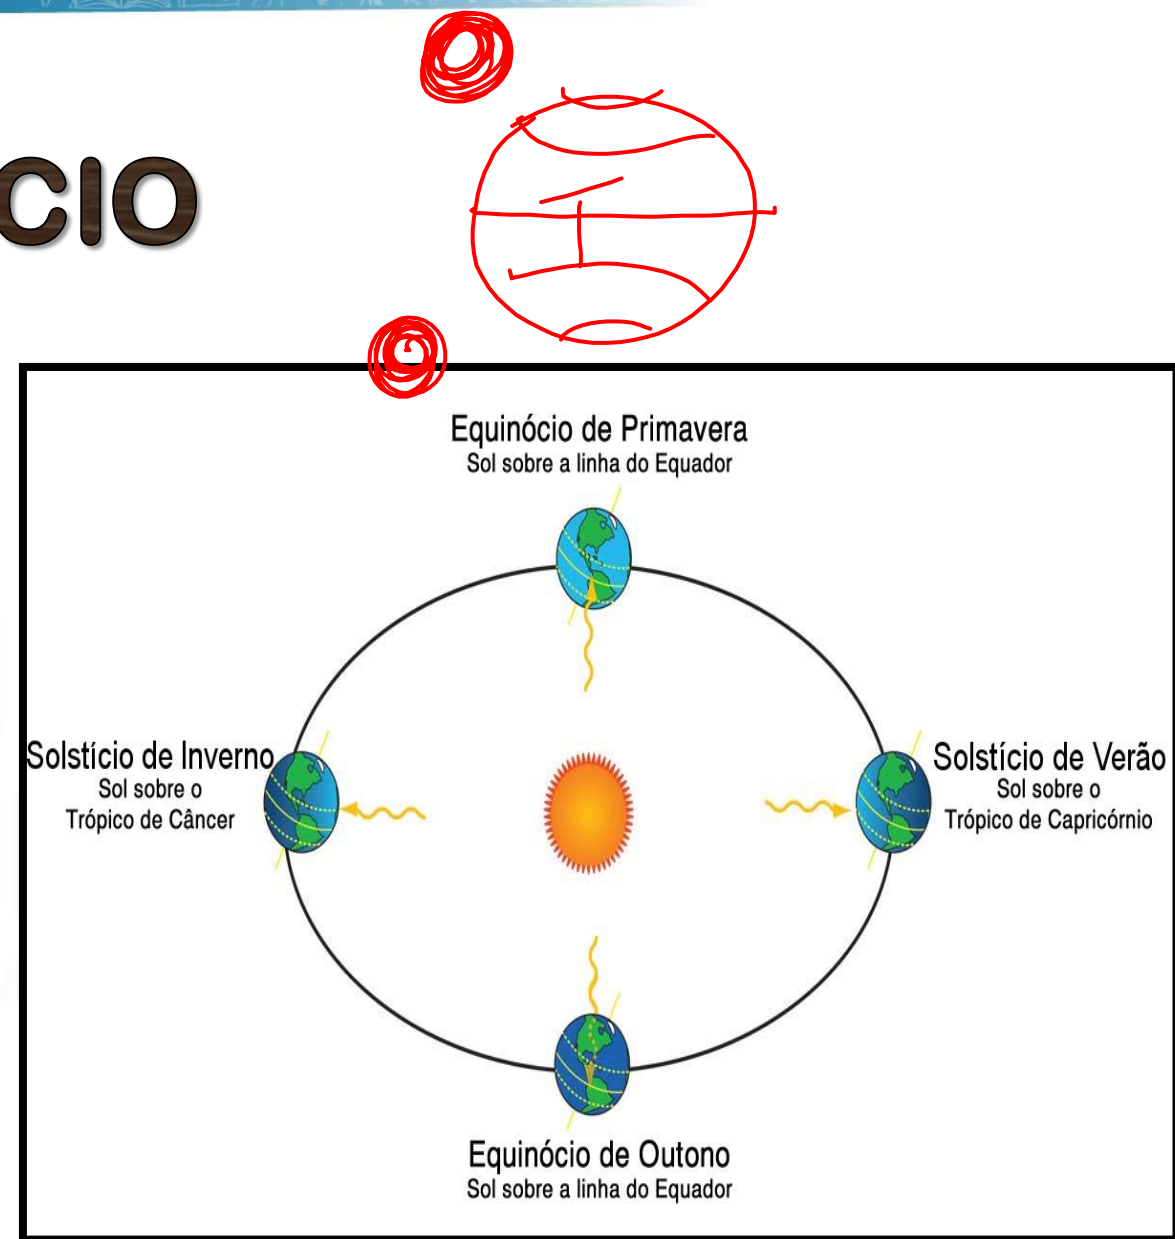 CIO
Equinócio de Primavera
Sol sobre a linha do Equador
Solstício de Inverno
Sol sobre o
Trópico de Câncer
Solstício de Verão
Sol sobre o
Trópico de Capricórnio
Equinócio de Outono
Sol sobre a linha do Equador